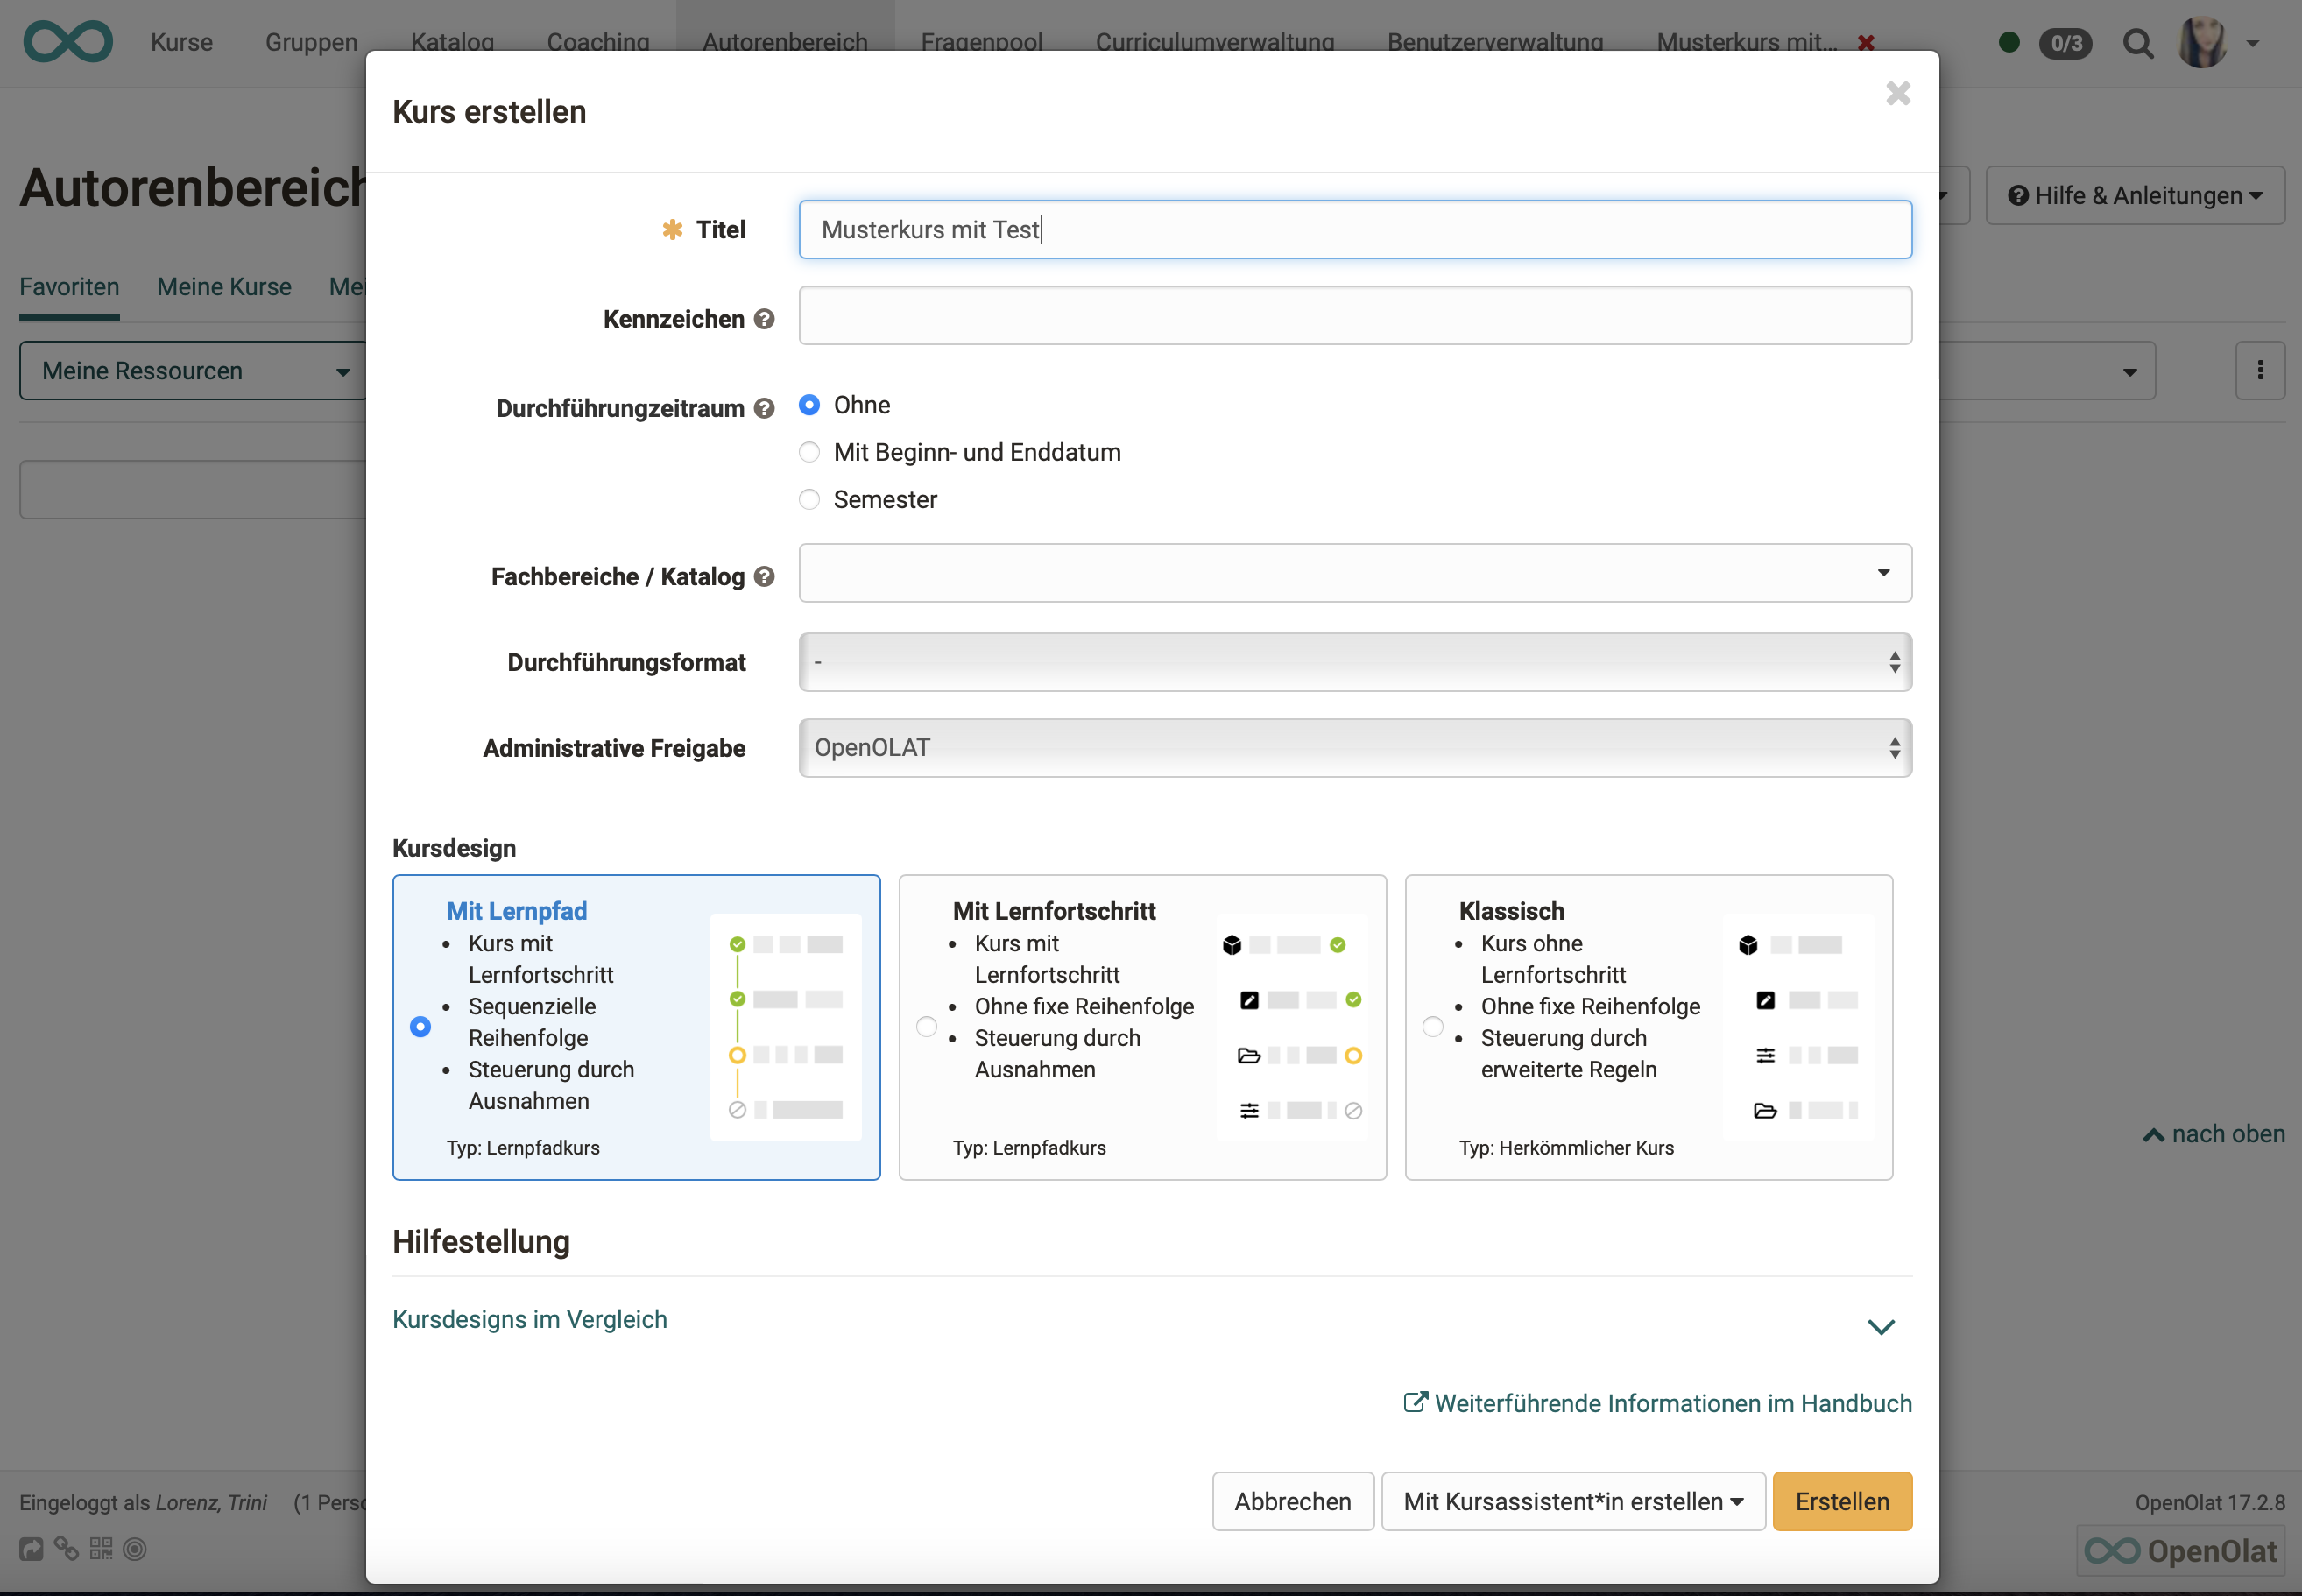 Kurse Gruppen Katalog Coaching Autorenbereich Fragenpool Curriculumverwaltung Benutzerverwaltung Musterkurs mit... 0/3
Kurs erstellen
Autorenbereich
Hilfe & Anleitungen
Titel Musterkurs mit Test
Favoriten Meine Kurse Mei
Kennzeichen
Meine Ressourcen
Durchführungzeitraum Ohne
Mit Beginn- und Enddatum
Semester
Fachbereiche / Katalog
Durchführungsformat -
Administrative Freigabe OpenOLAT
Kursdesign
Mit Lernpfad
Kurs mit
Lernfortschritt
Sequenzielle
Reihenfolge
Steuerung durch
Ausnahmen
Typ: Lernpfadkurs
Mit Lernfortschritt
Kurs mit
Lernfortschritt
Ohne fixe Reihenfolge
Steuerung durch
Ausnahmen
Typ: Lernpfadkurs
Klassisch
Kurs ohne
Lernfortschritt
Ohne fixe Reihenfolge
Steuerung durch
erweiterte Regeln
Typ: Herkömmlicher Kurs
nach oben
Hilfestellung
Kursdesigns im Vergleich
Weiterführende Informationen im Handbuch
Abbrechen Mit Kursassistent*in erstellen Erstellen
Eingeloggt als Lorenz, Trini (1 Perso
OpenOlat 17.2.8
OpenOlat